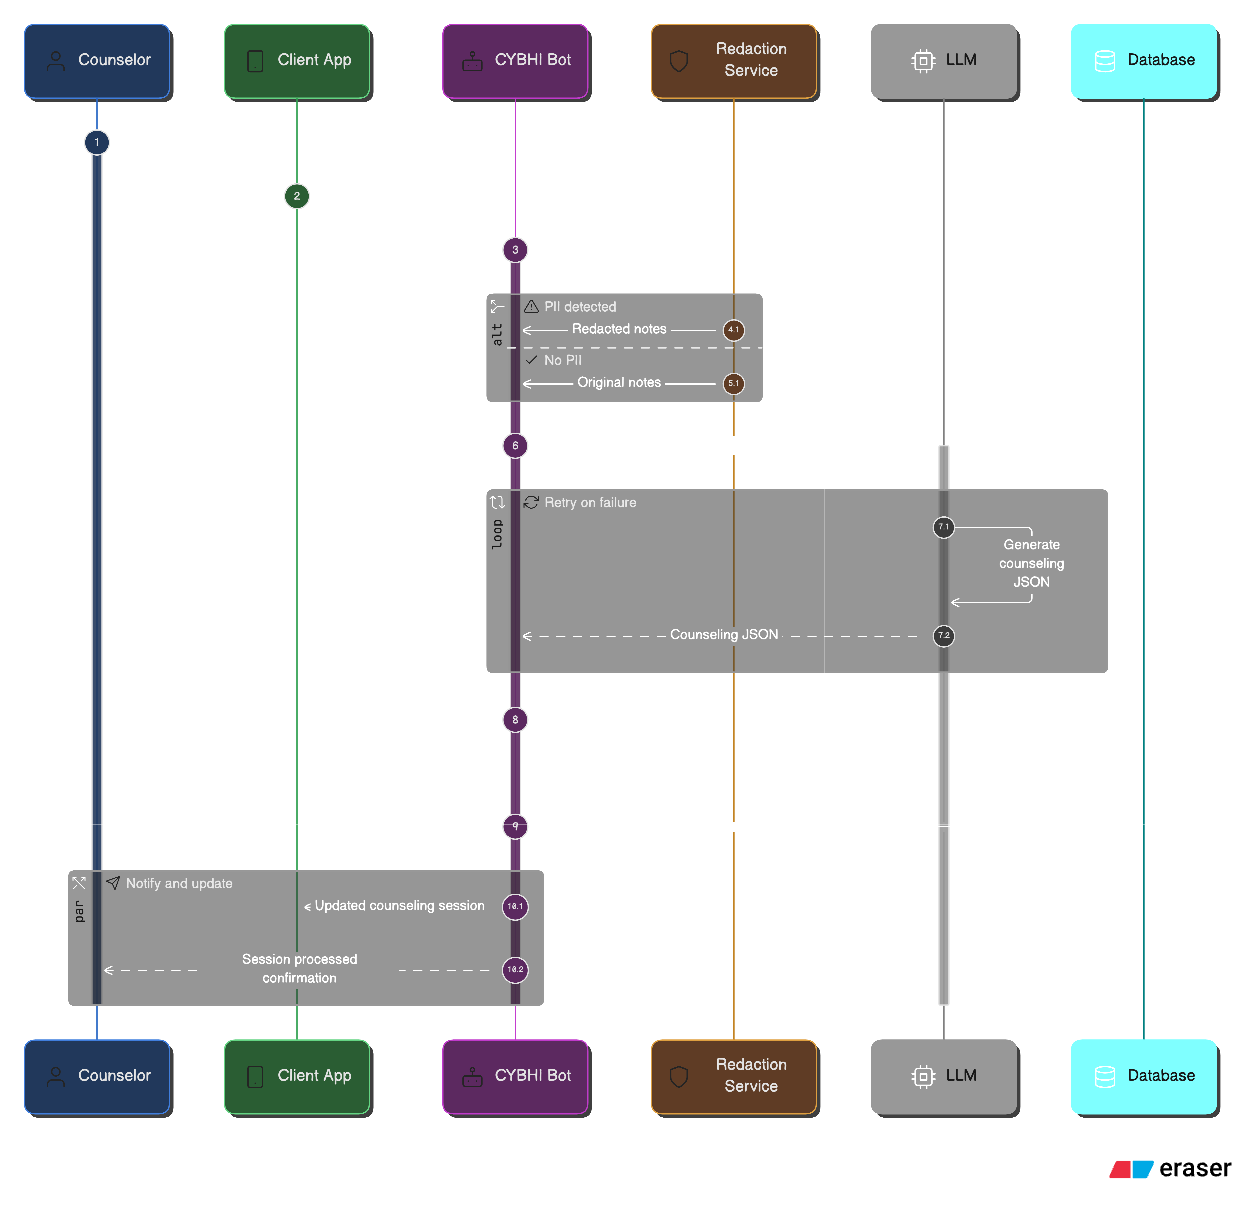 Counselor
Client App
CYBHI Bot
Redaction
Service
LLM
Database
1
2
3
alt
PII detected
Redacted notes
4.1
No PII
Original notes
5.1
6
loop
Retry on failure
7.1
Generate
counseling
JSON
Counseling JSON
7.2
8
9
par
Notify and update
Updated counseling session
10.1
Session processed
confirmation
10.2
Counselor
Client App
CYBHI Bot
Redaction
Service
LLM
Database
eraser